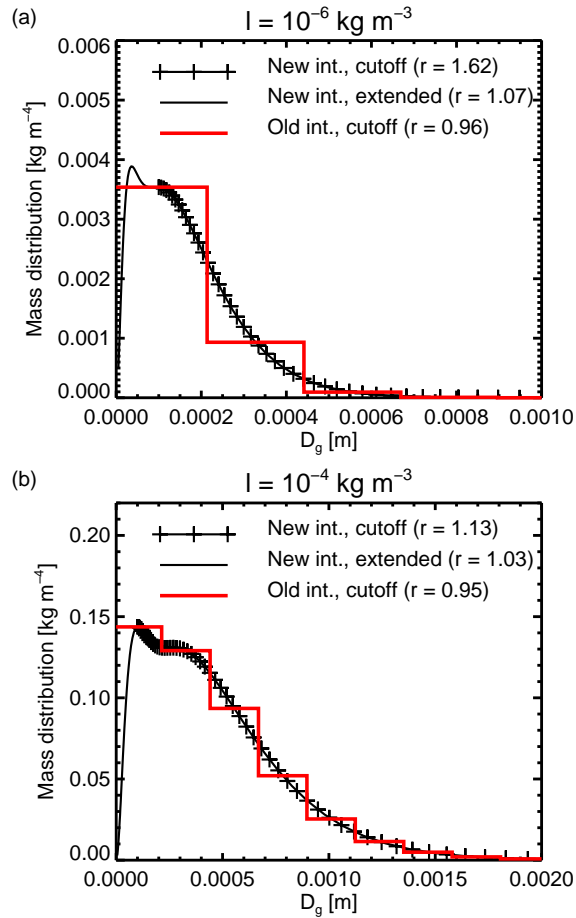 (a)
l = 10⁻⁶ kg m⁻³
0.006
0.005
0.004
0.003
0.002
0.001
0.000
Mass distribution [kg m⁻⁴]
New int., cutoff (r = 1.62)
New int., extended (r = 1.07)
Old int., cutoff (r = 0.96)
0.0000 0.0002 0.0004 0.0006 0.0008 0.0010
D_g [m]
(b)
l = 10⁻⁴ kg m⁻³
0.20
0.15
0.10
0.05
0.00
Mass distribution [kg m⁻⁴]
New int., cutoff (r = 1.13)
New int., extended (r = 1.03)
Old int., cutoff (r = 0.95)
0.0000 0.0005 0.0010 0.0015 0.0020
D_g [m]